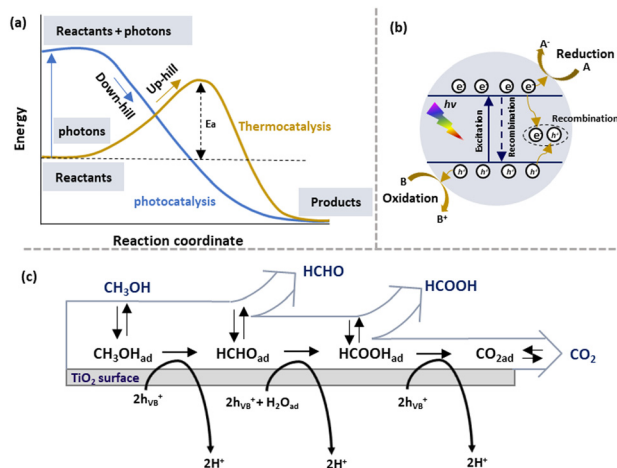 (a)
Reactants + photons
Down-hill
Up-hill
Ea
Thermocatalysis
photons
Reactants
photocatalysis
Products
Energy
Reaction coordinate
(b)
A⁻
Reduction
A
e e e e
hν
Excitation
Recombination
Recombination
e h⁺
h⁺ h⁺ h⁺ h⁺
B
Oxidation
B⁺
(c)
CH₃OH
HCHO
HCOOH
CH₃OHad
HCHOad
HCOOHad
CO₂ad
CO₂
TiO₂ surface
2hVB⁺
2hVB⁺ + H₂Oad
2hVB⁺
2H⁺
2H⁺
2H⁺